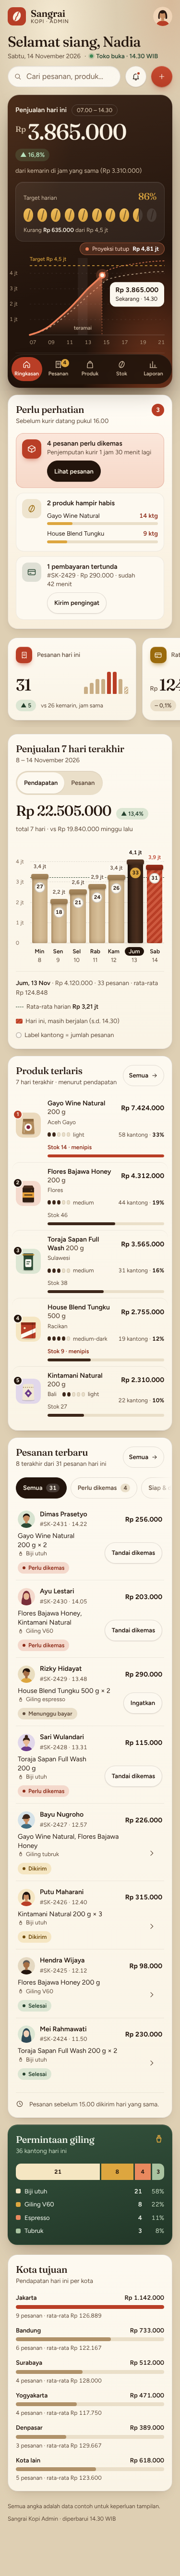 Sangrai
KOPI · ADMIN
Selamat siang, Nadia
Sabtu, 14 November 2026 · Toko buka · 14.30 WIB
Cari pesanan, produk…
Penjualan hari ini 07.00 – 14.30
Rp 3.865.000
▲ 16,8%
dari kemarin di jam yang sama (Rp 3.310.000)
Target harian 86%
Kurang Rp 635.000 dari Rp 4,5 jt
Proyeksi tutup Rp 4,81 jt
Target Rp 4,5 jt
4 jt
3 jt
2 jt
1 jt
Rp 3.865.000
Sekarang · 14.30
teramai
07 09 11 13 15 17 19 21
Ringkasan
Pesanan 4
Produk
Stok
Laporan
Perlu perhatian 3
Sebelum kurir datang pukul 16.00
4 pesanan perlu dikemas
Penjemputan kurir 1 jam 30 menit lagi
Lihat pesanan
2 produk hampir habis
Gayo Wine Natural 14 ktg
House Blend Tungku 9 ktg
1 pembayaran tertunda
#SK-2429 · Rp 290.000 · sudah
42 menit
Kirim pengingat
Pesanan hari ini
31
▲ 5 vs 26 kemarin, jam sama
Rp
– 0,1%
Penjualan 7 hari terakhir
8 – 14 November 2026
Pendapatan Pesanan
Rp 22.505.000 ▲ 13,4%
total 7 hari · vs Rp 19.840.000 minggu lalu
4 jt
3 jt
2 jt
1 jt
0
3,4 jt
2,2 jt
2,6 jt
2,9 jt
3,4 jt
4,1 jt
3,9 jt
27
18
21
24
26
33
31
Min Sen Sel Rab Kam Jum Sab
8 9 10 11 12 13 14
Jum, 13 Nov · Rp 4.120.000 · 33 pesanan · rata-rata
Rp 124.848
Rata-rata harian Rp 3,21 jt
Hari ini, masih berjalan (s.d. 14.30)
Label kantong = jumlah pesanan
Produk terlaris
7 hari terakhir · menurut pendapatan
Semua →
1
Gayo Wine Natural
200 g
Rp 7.424.000
Aceh Gayo
light
58 kantong · 33%
Stok 14 · menipis
2
Flores Bajawa Honey
200 g
Rp 4.312.000
Flores
medium
44 kantong · 19%
Stok 46
3
Toraja Sapan Full
Wash 200 g
Rp 3.565.000
Sulawesi
medium
31 kantong · 16%
Stok 38
4
House Blend Tungku
500 g
Rp 2.755.000
Racikan
medium-dark
19 kantong · 12%
Stok 9 · menipis
5
Kintamani Natural
200 g
Rp 2.310.000
Bali · light
22 kantong · 10%
Stok 27
Pesanan terbaru
8 terakhir dari 31 pesanan hari ini
Semua →
Semua 31
Perlu dikemas 4
Dimas Prasetyo
#SK-2431 · 14.22
Rp 256.000
Gayo Wine Natural
200 g × 2
Biji utuh
Tandai dikemas
Perlu dikemas
Ayu Lestari
#SK-2430 · 14.05
Rp 203.000
Flores Bajawa Honey,
Kintamani Natural
Giling V60
Tandai dikemas
Perlu dikemas
Rizky Hidayat
#SK-2429 · 13.48
Rp 290.000
House Blend Tungku 500 g × 2
Giling espresso
Ingatkan
Menunggu bayar
Sari Wulandari
#SK-2428 · 13.31
Rp 115.000
Toraja Sapan Full Wash
200 g
Biji utuh
Tandai dikemas
Perlu dikemas
Bayu Nugroho
#SK-2427 · 12.57
Rp 226.000
Gayo Wine Natural, Flores Bajawa
Honey
Giling tubruk
Dikirim
Putu Maharani
#SK-2426 · 12.40
Rp 315.000
Kintamani Natural 200 g × 3
Biji utuh
Dikirim
Hendra Wijaya
#SK-2425 · 12.12
Rp 98.000
Flores Bajawa Honey 200 g
Giling V60
Selesai
Mei Rahmawati
#SK-2424 · 11.50
Rp 230.000
Toraja Sapan Full Wash 200 g × 2
Biji utuh
Selesai
Pesanan sebelum 15.00 dikirim hari yang sama.
Permintaan giling
36 kantong hari ini
21 8 4 3
Biji utuh 21 58%
Giling V60 8 22%
Espresso 4 11%
Tubruk 3 8%
Kota tujuan
Pendapatan hari ini per kota
Jakarta Rp 1.142.000
9 pesanan · rata-rata Rp 126.889
Bandung Rp 733.000
6 pesanan · rata-rata Rp 122.167
Surabaya Rp 512.000
4 pesanan · rata-rata Rp 128.000
Yogyakarta Rp 471.000
4 pesanan · rata-rata Rp 117.750
Denpasar Rp 389.000
3 pesanan · rata-rata Rp 129.667
Kota lain Rp 618.000
5 pesanan · rata-rata Rp 123.600
Semua angka adalah data contoh untuk keperluan tampilan.
Sangrai Kopi Admin · diperbarui 14.30 WIB